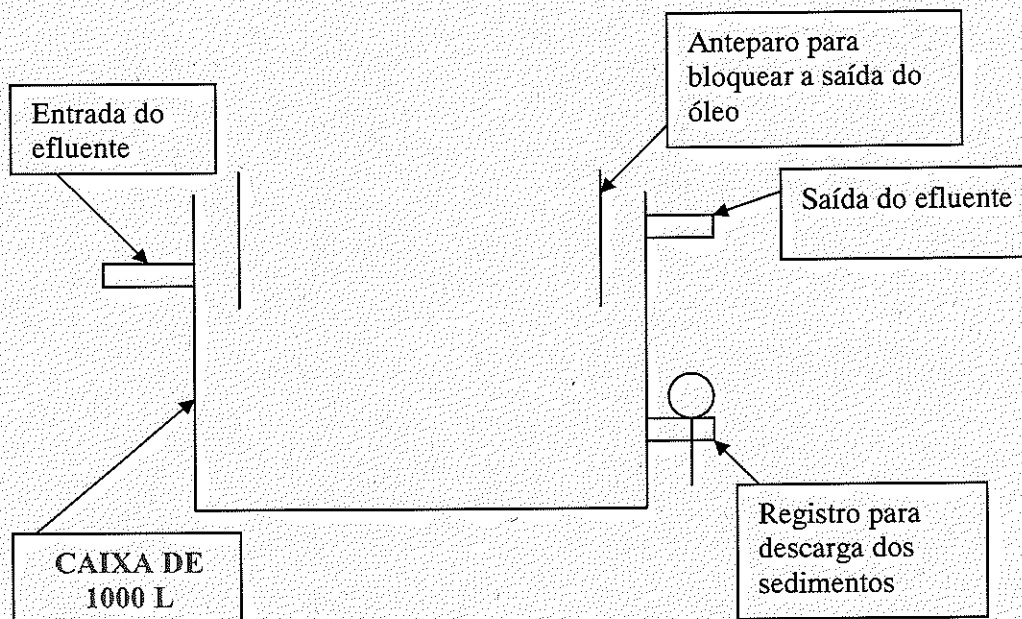 Anteparo para
bloquear a saída do
óleo
Entrada do
efluente
Saída do efluente
CAIXA DE
1000 L
Registro para
descarga dos
sedimentos